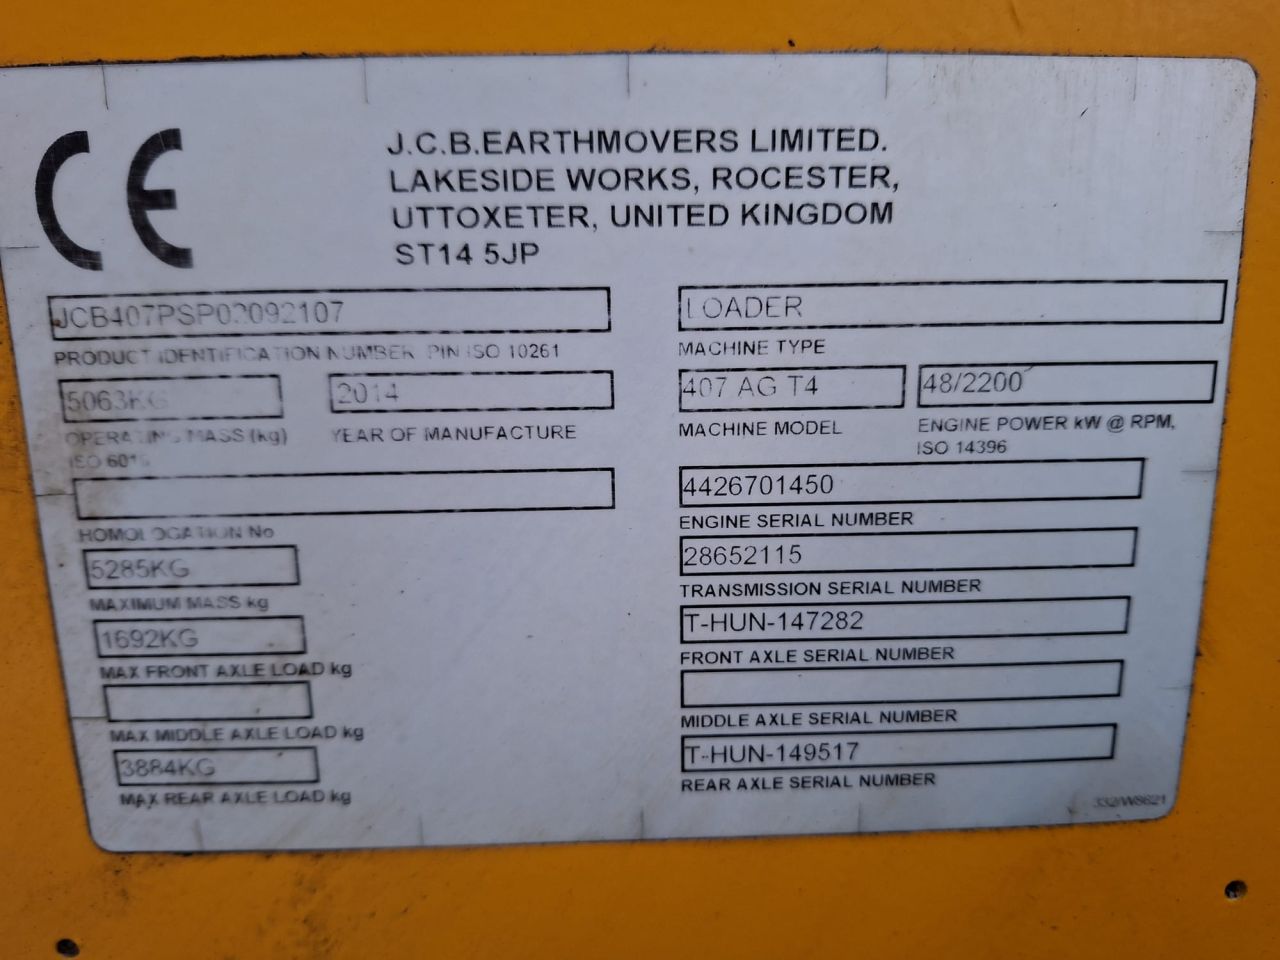 CE
J.C.B.EARTHMOVERS LIMITED.
LAKESIDE WORKS, ROCESTER,
UTTOXETER, UNITED KINGDOM
ST14 5JP
JCB407PSP02092107
PRODUCT IDENTIFICATION NUMBER PIN ISO 10261
5063KG
OPERATING MASS (kg)
ISO 6016
2014
YEAR OF MANUFACTURE
HOMOLOGATION No
5285KG
MAXIMUM MASS kg
1692KG
MAX FRONT AXLE LOAD kg
MAX MIDDLE AXLE LOAD kg
3884KG
MAX REAR AXLE LOAD kg
LOADER
MACHINE TYPE
407 AG T4
MACHINE MODEL
48/2200
ENGINE POWER kW @ RPM,
ISO 14396
4426701450
ENGINE SERIAL NUMBER
28652115
TRANSMISSION SERIAL NUMBER
T-HUN-147282
FRONT AXLE SERIAL NUMBER
MIDDLE AXLE SERIAL NUMBER
T-HUN-149517
REAR AXLE SERIAL NUMBER
332/W8621